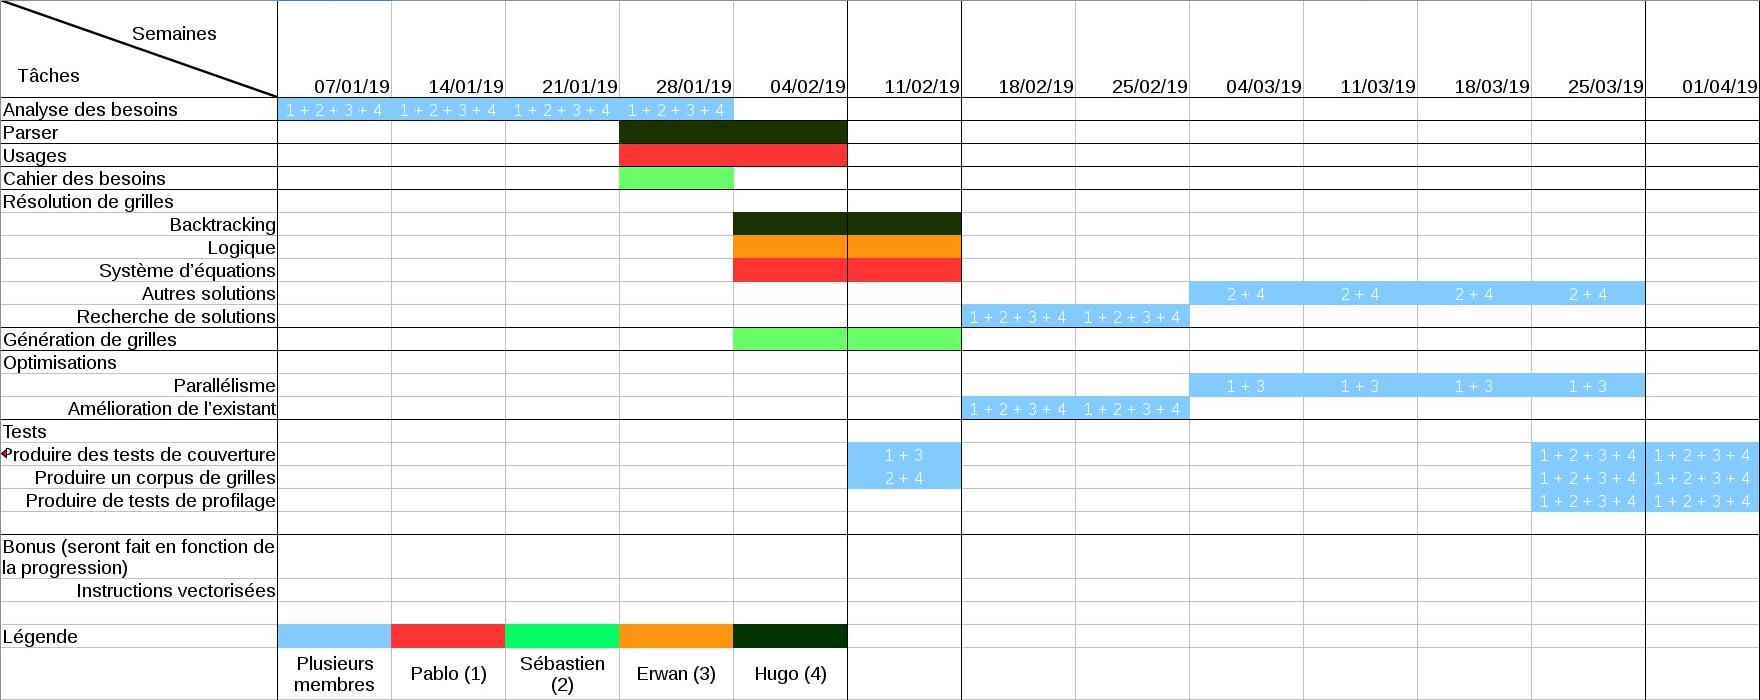 Semaines
Tâches
07/01/19 14/01/19 21/01/19 28/01/19 04/02/19 11/02/19 18/02/19 25/02/19 04/03/19 11/03/19 18/03/19 25/03/19 01/04/19
Analyse des besoins 1 + 2 + 3 + 4 1 + 2 + 3 + 4 1 + 2 + 3 + 4 1 + 2 + 3 + 4
Parser
Usages
Cahier des besoins
Résolution de grilles
Backtracking
Logique
Système d’équations
Autres solutions 2 + 4 2 + 4 2 + 4 2 + 4
Recherche de solutions 1 + 2 + 3 + 4 1 + 2 + 3 + 4
Génération de grilles
Optimisations
Parallélisme 1 + 3 1 + 3 1 + 3 1 + 3
Amélioration de l’existant 1 + 2 + 3 + 4 1 + 2 + 3 + 4
Tests
Produire des tests de couverture 1 + 3 1 + 2 + 3 + 4 1 + 2 + 3 + 4
Produire un corpus de grilles 2 + 4 1 + 2 + 3 + 4 1 + 2 + 3 + 4
Produire de tests de profilage 1 + 2 + 3 + 4 1 + 2 + 3 + 4
Bonus (seront fait en fonction de
la progression)
Instructions vectorisées
Légende
Plusieurs
membres
Pablo (1)
Sébastien
(2)
Erwan (3)
Hugo (4)